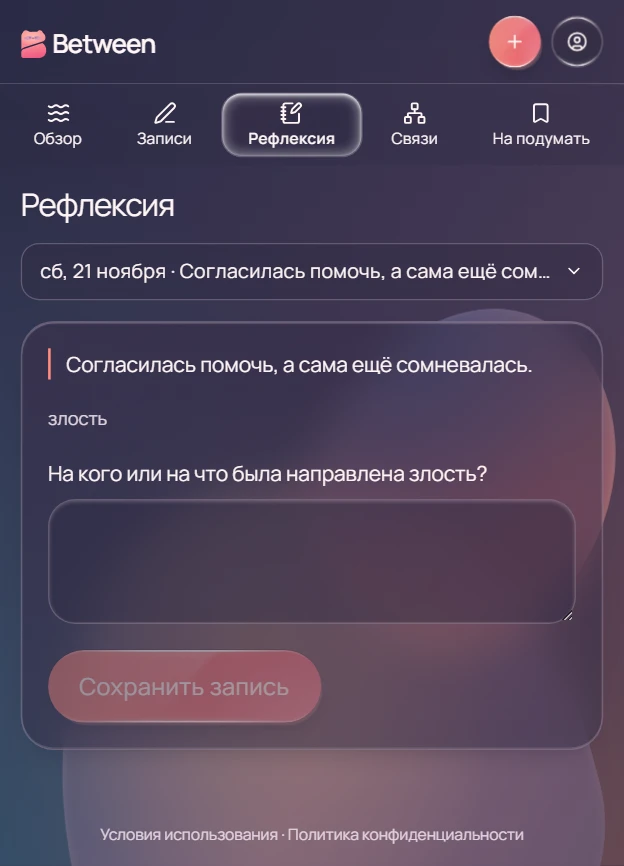 Between
Обзор
Записи
Рефлексия
Связи
На подумать
Рефлексия
сб, 21 ноября · Согласилась помочь, а сама ещё сом...
Согласилась помочь, а сама ещё сомневалась.
злость
На кого или на что была направлена злость?
Сохранить запись
Условия использования · Политика конфиденциальности